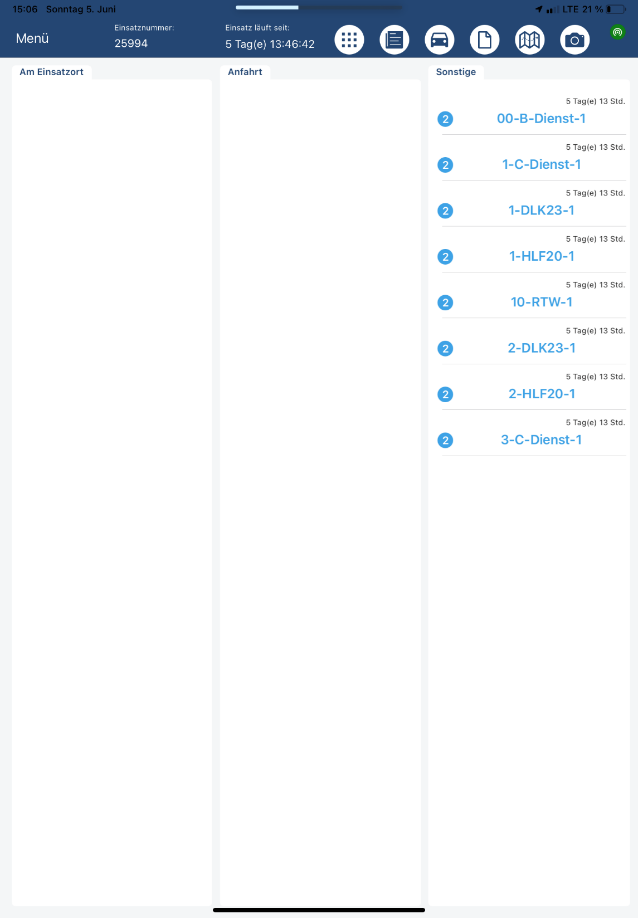 15:06 Sonntag 5. Juni
LTE 21 %
Menü
Einsatznummer:
25994
Einsatz läuft seit:
5 Tag(e) 13:46:42
Am Einsatzort
Anfahrt
Sonstige
5 Tag(e) 13 Std.
2 00-B-Dienst-1
5 Tag(e) 13 Std.
2 1-C-Dienst-1
5 Tag(e) 13 Std.
2 1-DLK23-1
5 Tag(e) 13 Std.
2 1-HLF20-1
5 Tag(e) 13 Std.
2 10-RTW-1
5 Tag(e) 13 Std.
2 2-DLK23-1
5 Tag(e) 13 Std.
2 2-HLF20-1
5 Tag(e) 13 Std.
2 3-C-Dienst-1